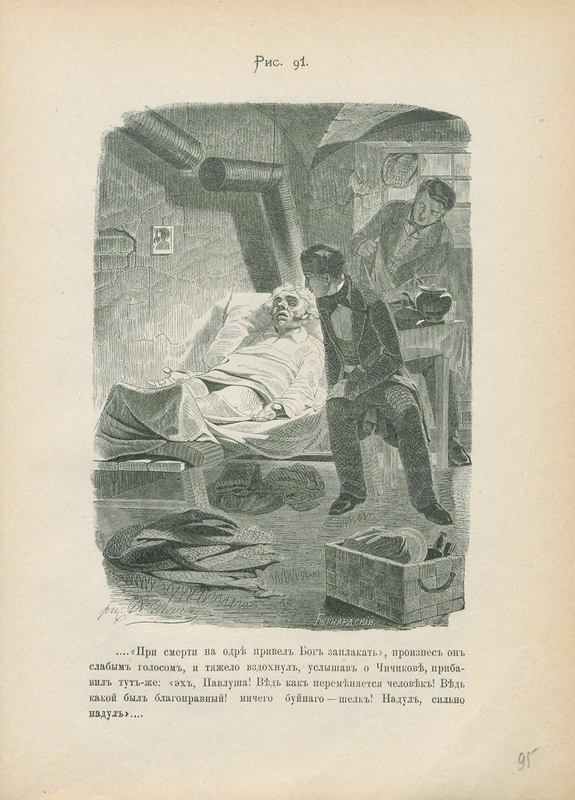 Рис. 91.
БЕРНАРДСКІЙ.
....«При смерти на одрѣ привелъ Богъ заплакать», произнесъ онъ
слабымъ голосомъ, и тяжело вздохнулъ, услышавъ о Чичиковѣ, приба-
вилъ тутъ-же: «эхъ, Павлуша! Вѣдь какъ перемѣняется человѣкъ! Вѣдь
какой былъ благонравный! ничего буйнаго — шелкъ! Надулъ, сильно
надулъ»....
95